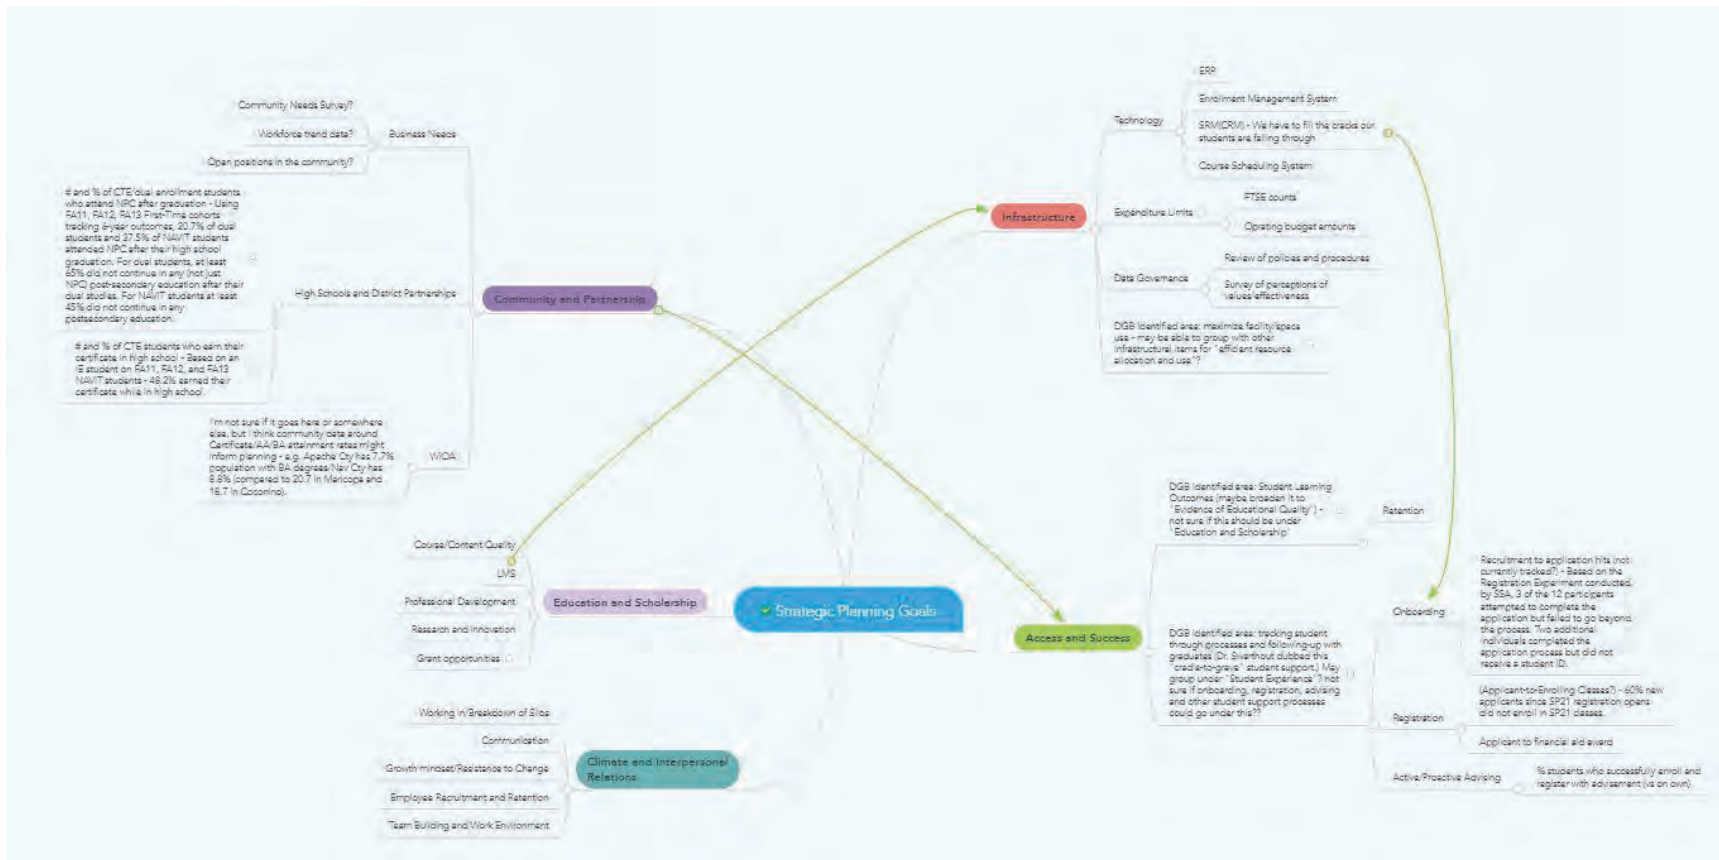 Community Needs Survey?
Workforce trend data?
Open positions in the community?
Business Needs
# and % of CTE/dual enrollment students
who attend NPC after graduation - Using
FA11, FA12, FA13 First-Time cohorts
tracking 6-year outcomes, 20.7% of dual
students and 37.5% of NAVIT students
attended NPC after their high school
graduation. For dual students, at least
65% did not continue in any (not just
NPC) post-secondary education after their
dual studies. For NAVIT students at least
45% did not continue in any
postsecondary education.
# and % of CTE students who earn their
certificate in high school - Based on an
IE student on FA11, FA12, and FA13
NAVIT students - 48.2% earned their
certificate while in high school.
High Schools and District Partnerships
I'm not sure if it goes here or somewhere
else, but I think community data around
Certificate/AA/BA attainment rates might
inform planning - e.g. Apache Cty has 7.7%
population with BA degrees/Nav Cty has
8.8% (compared to 20.7 in Maricopa and
18.7 in Coconino).
WIOA
Community and Partnership
Course/Content Quality
LMS
Professional Development
Research and Innovation
Grant opportunities
Education and Scholarship
Working in/Breakdown of Silos
Communication
Growth mindset/Resistance to Change
Employee Recruitment and Retention
Team Building and Work Environment
Climate and Interpersonal
Relations
Strategic Planning Goals
Infrastructure
Technology
ERP
Enrollment Management System
SRM(CRM) - We have to fill the cracks our
students are falling through
Course Scheduling System
Expenditure Limits
FTSE counts
Oprating budget amounts
Data Governance
Review of policies and procedures
Survey of perceptions of
values/effectiveness
DGB Identified area: maximize facility/space
use - may be able to group with other
infrastructural items for "efficient resource
allocation and use"?
Access and Success
DGB Identified area: Student Learning
Outcomes (maybe broaden it to
"Evidence of Educational Quality") -
not sure if this should be under
"Education and Scholarship"
Retention
DGB Identified area: tracking student
through processes and following-up with
graduates (Dr. Swarthout dubbed this
"cradle-to-grave" student support.) May
group under "Student Experience"? not
sure if onboarding, registration, advising
and other student support processes
could go under this??
Onboarding
Recruitment to application hits (not
currently tracked?) - Based on the
Registration Experiment conducted
by SSA, 3 of the 12 participants
attempted to complete the
application but failed to go beyond
the process. Two additional
individuals completed the
application process but did not
receive a student ID.
Registration
(Applicant-to-Enrolling Classes?) - 60% new
applicants since SP21 registration opens
did not enroll in SP21 classes.
Applicant to financial aid award
Active/Proactive Advising
% students who successfully enroll and
register with advisement (vs on own)